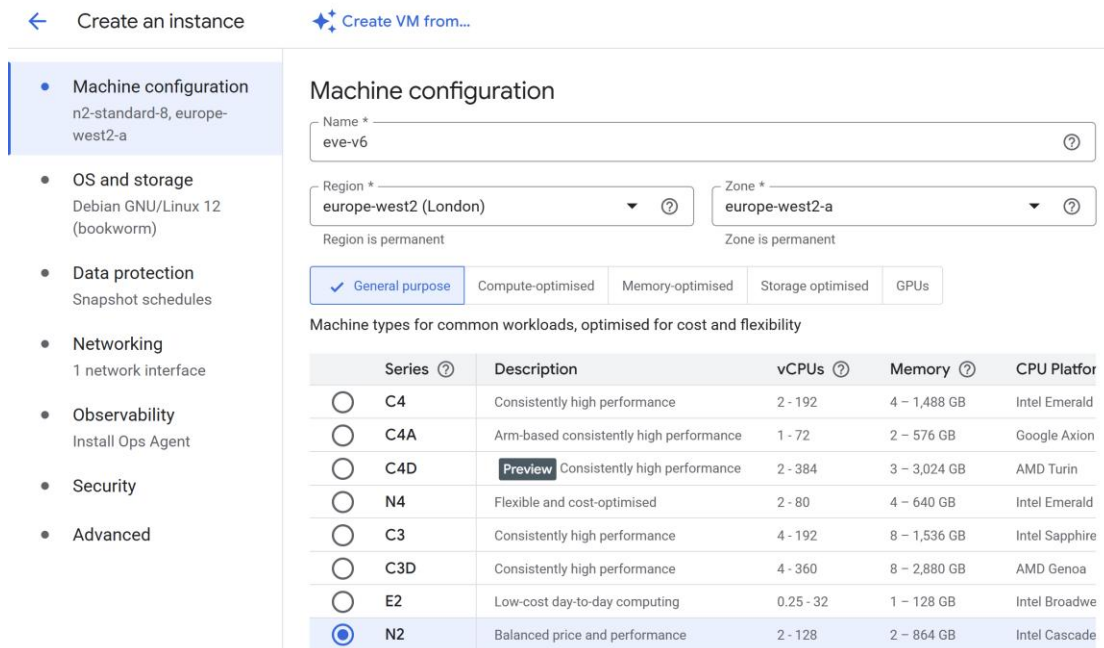 Create an instance
Create VM from...
Machine configuration
n2-standard-8, europe-
west2-a
OS and storage
Debian GNU/Linux 12
(bookworm)
Data protection
Snapshot schedules
Networking
1 network interface
Observability
Install Ops Agent
Security
Advanced
Machine configuration
Name *
eve-v6
Region *
europe-west2 (London)
Region is permanent
Zone *
europe-west2-a
Zone is permanent
General purpose
Compute-optimised
Memory-optimised
Storage optimised
GPUs
Machine types for common workloads, optimised for cost and flexibility
Series Description vCPUs Memory CPU Platfor
C4 Consistently high performance 2 - 192 4 – 1,488 GB Intel Emerald
C4A Arm-based consistently high performance 1 - 72 2 – 576 GB Google Axion
C4D Preview Consistently high performance 2 - 384 3 – 3,024 GB AMD Turin
N4 Flexible and cost-optimised 2 - 80 4 – 640 GB Intel Emerald
C3 Consistently high performance 4 - 192 8 – 1,536 GB Intel Sapphire
C3D Consistently high performance 4 - 360 8 – 2,880 GB AMD Genoa
E2 Low-cost day-to-day computing 0.25 - 32 1 – 128 GB Intel Broadwe
N2 Balanced price and performance 2 - 128 2 – 864 GB Intel Cascade